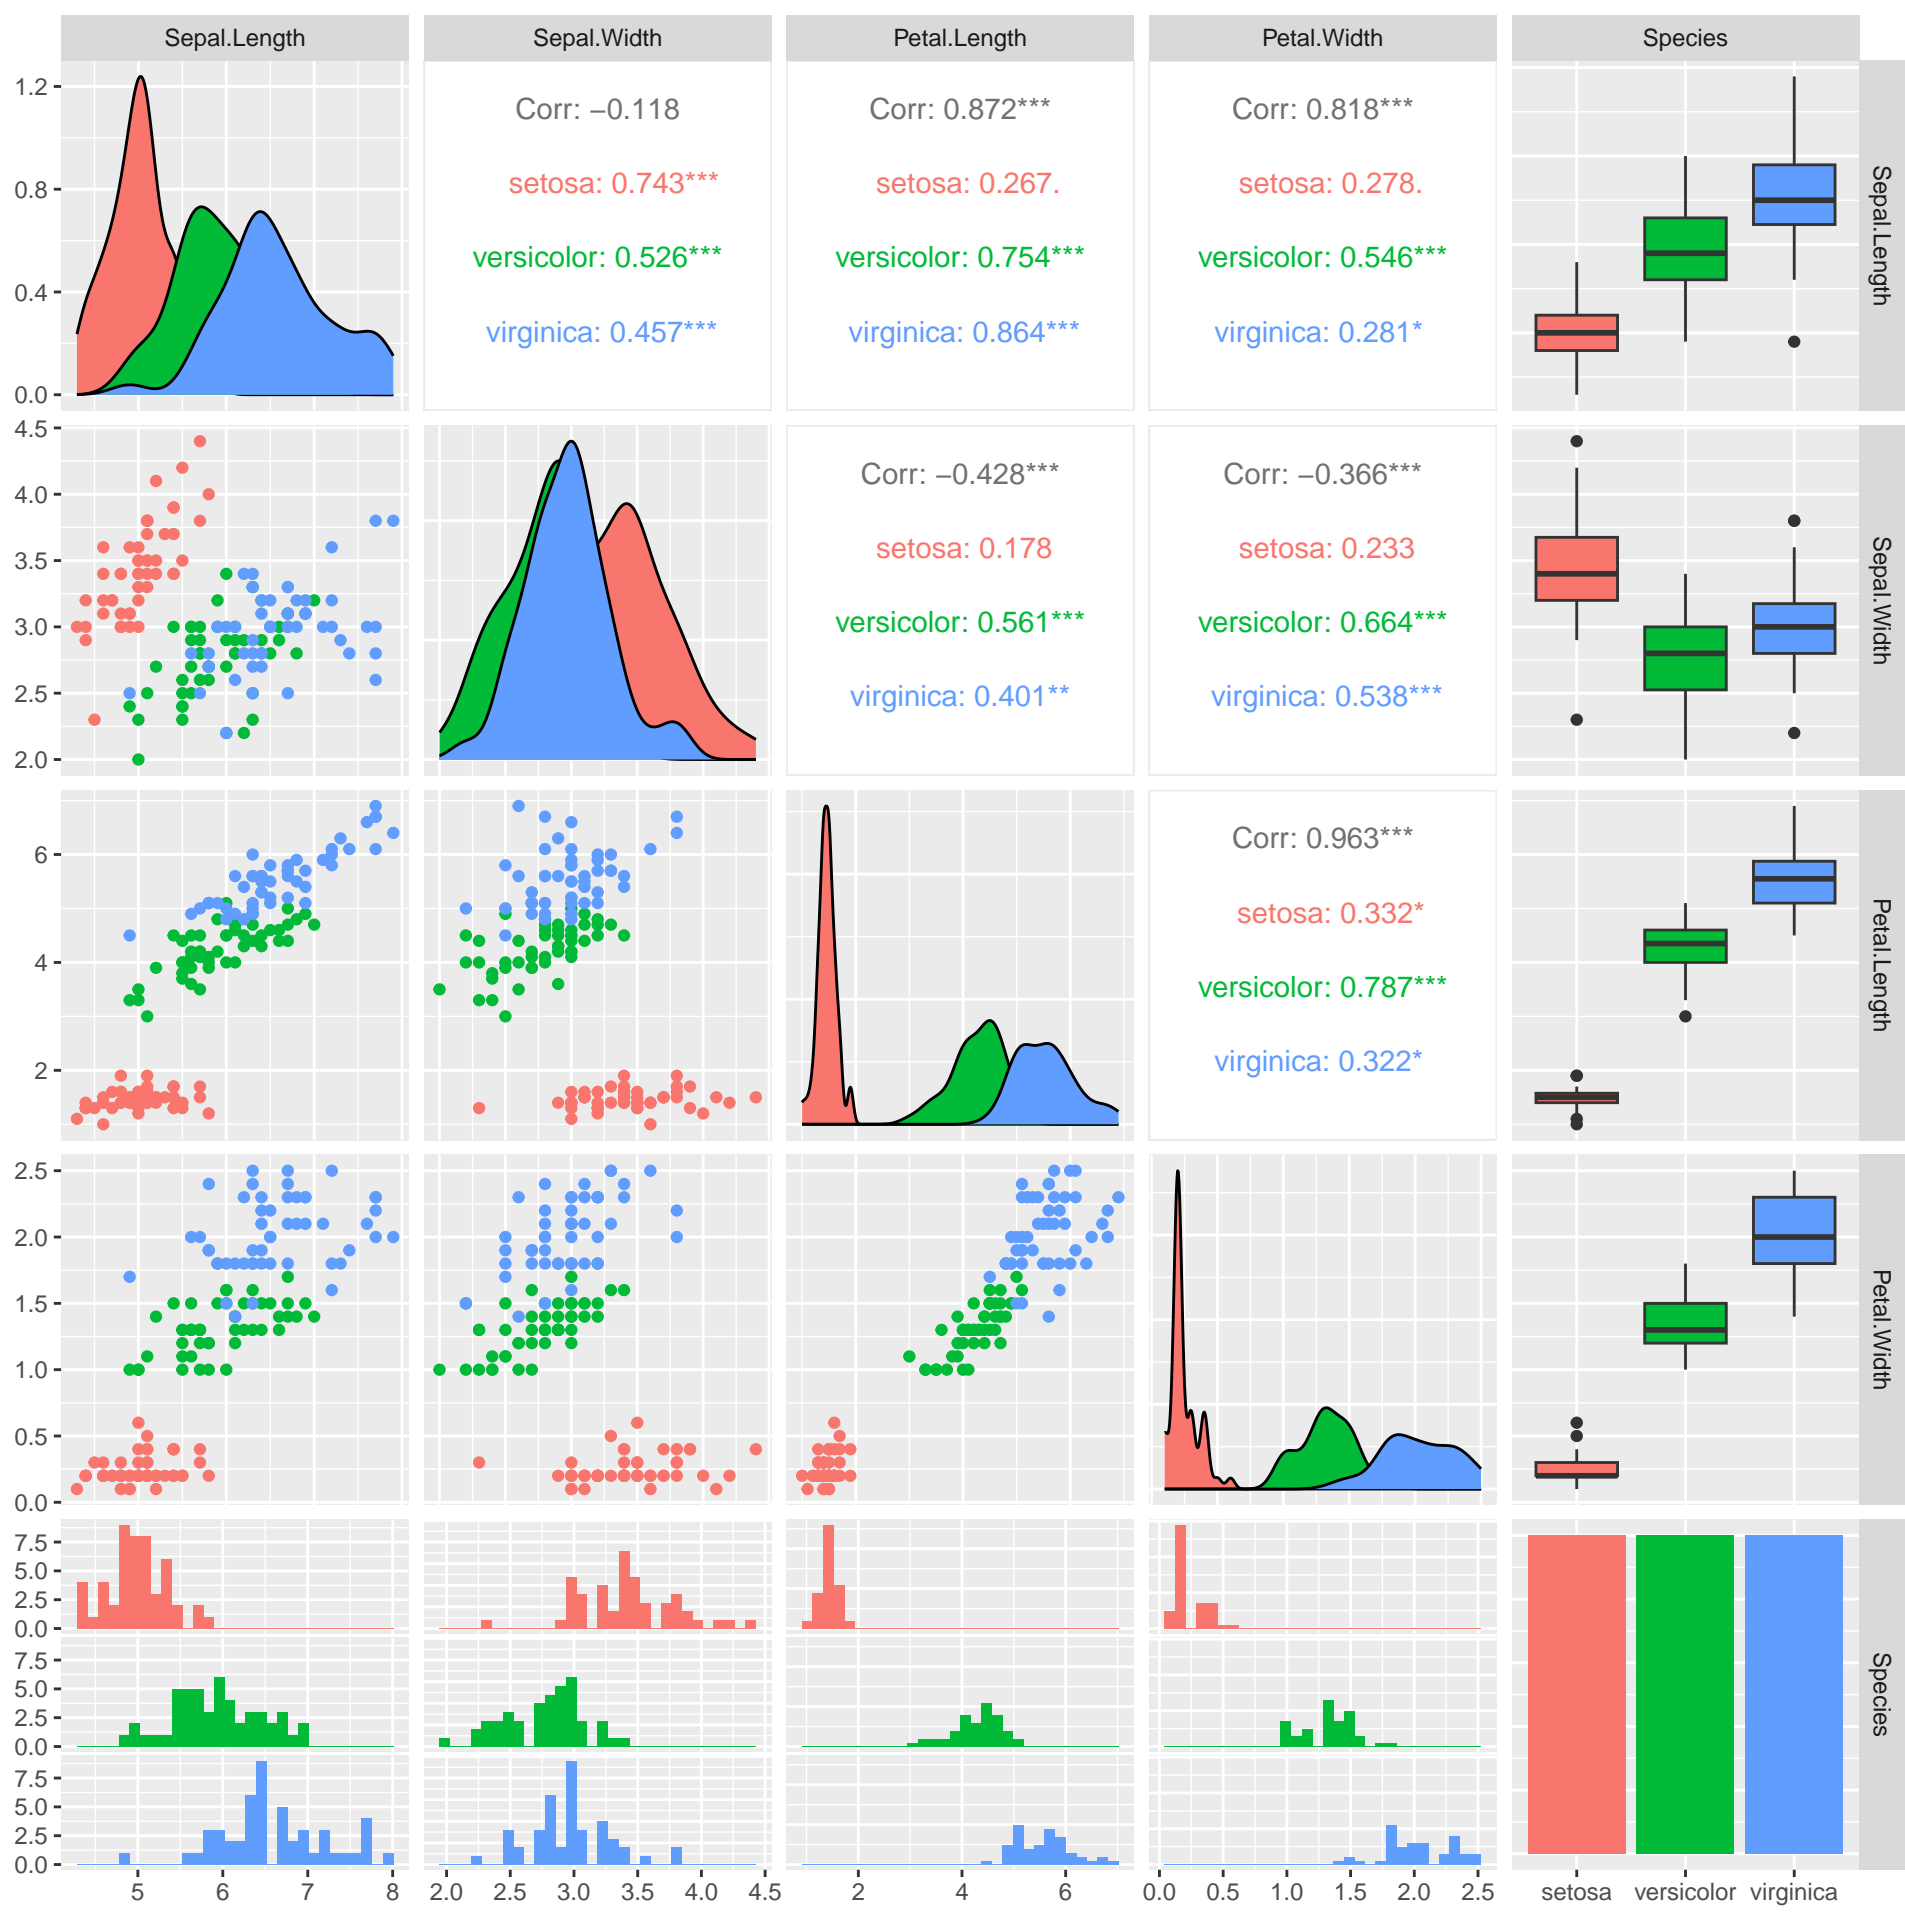 Sepal.Length
Sepal.Width
Petal.Length
Petal.Width
Species
1.2
0.8
0.4
0.0
Corr: −0.118
setosa: 0.743***
versicolor: 0.526***
virginica: 0.457***
Corr: 0.872***
setosa: 0.267.
versicolor: 0.754***
virginica: 0.864***
Corr: 0.818***
setosa: 0.278.
versicolor: 0.546***
virginica: 0.281*
Sepal.Length
4.5
4.0
3.5
3.0
2.5
2.0
Corr: −0.428***
setosa: 0.178
versicolor: 0.561***
virginica: 0.401**
Corr: −0.366***
setosa: 0.233
versicolor: 0.664***
virginica: 0.538***
Sepal.Width
6
4
2
Corr: 0.963***
setosa: 0.332*
versicolor: 0.787***
virginica: 0.322*
Petal.Length
2.5
2.0
1.5
1.0
0.5
0.0
Petal.Width
7.5
5.0
2.5
0.0
7.5
5.0
2.5
0.0
7.5
5.0
2.5
0.0
Species
5 6 7 8
2.0 2.5 3.0 3.5 4.0 4.5
2 4 6
0.0 0.5 1.0 1.5 2.0 2.5
setosa versicolor virginica